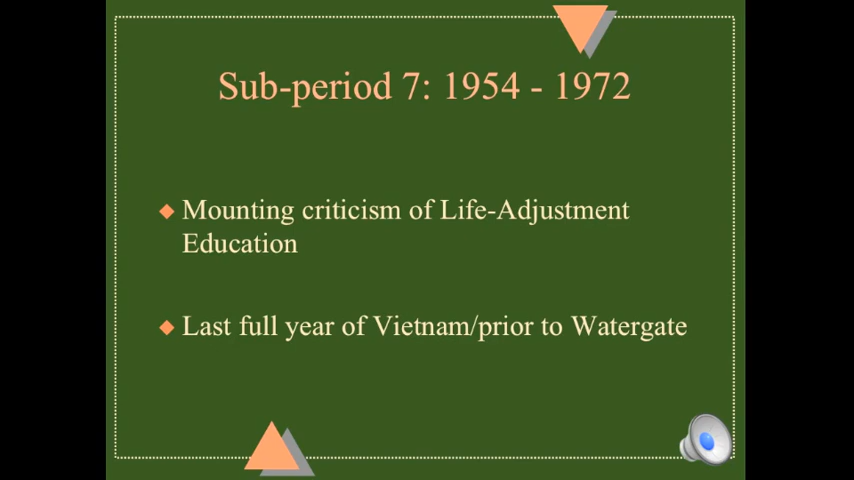 Sub-period 7: 1954 - 1972
Mounting criticism of Life-Adjustment
Education
Last full year of Vietnam/prior to Watergate